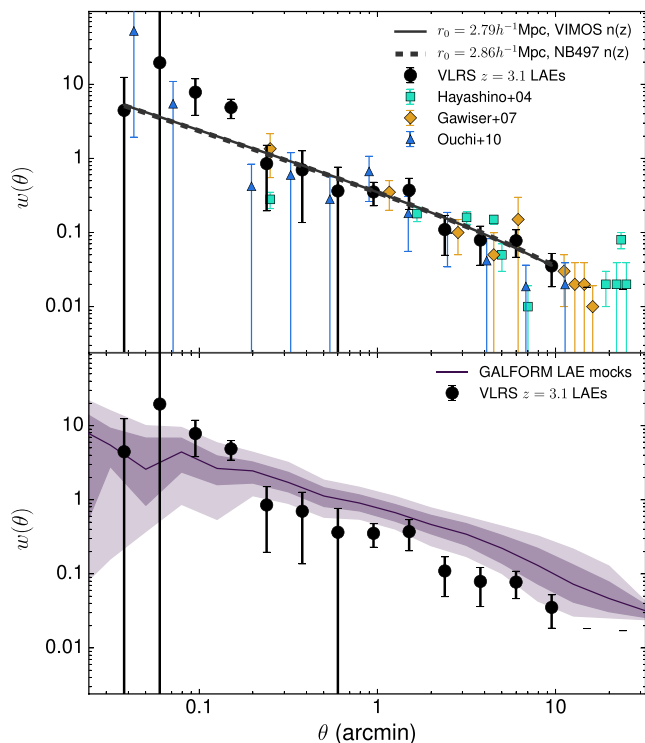 r₀ = 2.79h⁻¹Mpc, VIMOS n(z)
r₀ = 2.86h⁻¹Mpc, NB497 n(z)
VLRS z = 3.1 LAEs
Hayashino+04
Gawiser+07
Ouchi+10
10
1
0.1
0.01
w(θ)
GALFORM LAE mocks
VLRS z = 3.1 LAEs
10
1
0.1
0.01
w(θ)
0.1 1 10
θ (arcmin)